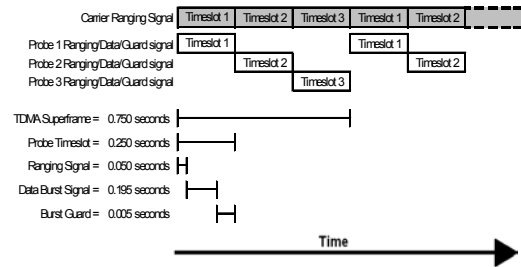 Carrier Ranging Signal Timeslot 1 Timeslot 2 Timeslot 3 Timeslot 1 Timeslot 2
Probe 1 Ranging/Data/Guard signal Timeslot 1 Timeslot 1
Probe 2 Ranging/Data/Guard signal Timeslot 2 Timeslot 2
Probe 3 Ranging/Data/Guard signal Timeslot 3
TDMA Superframe = 0.750 seconds
Probe Timeslot = 0.250 seconds
Ranging Signal = 0.050 seconds
Data Burst Signal = 0.195 seconds
Burst Guard = 0.005 seconds
Time